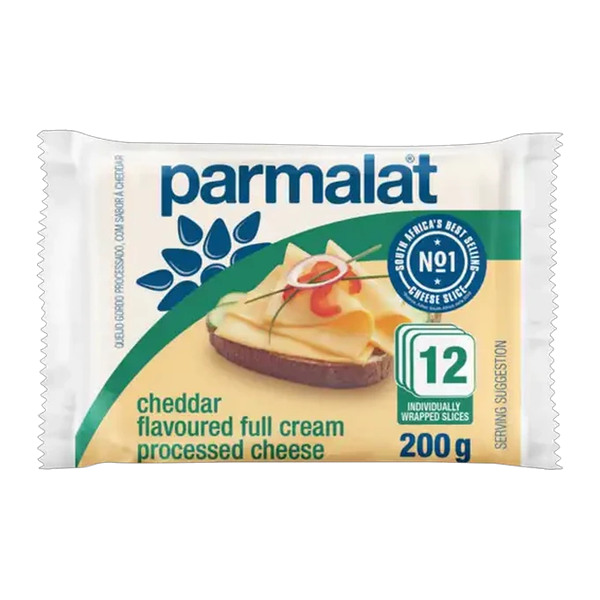 parmalat®
QUEIJO GORDO PROCESSADO, COM SABOR A CHEDDAR
SOUTH AFRICA'S BEST SELLING
No1
CHEESE SLICE
12
INDIVIDUALLY
WRAPPED SLICES
200g
SERVING SUGGESTION
cheddar
flavoured full cream
processed cheese